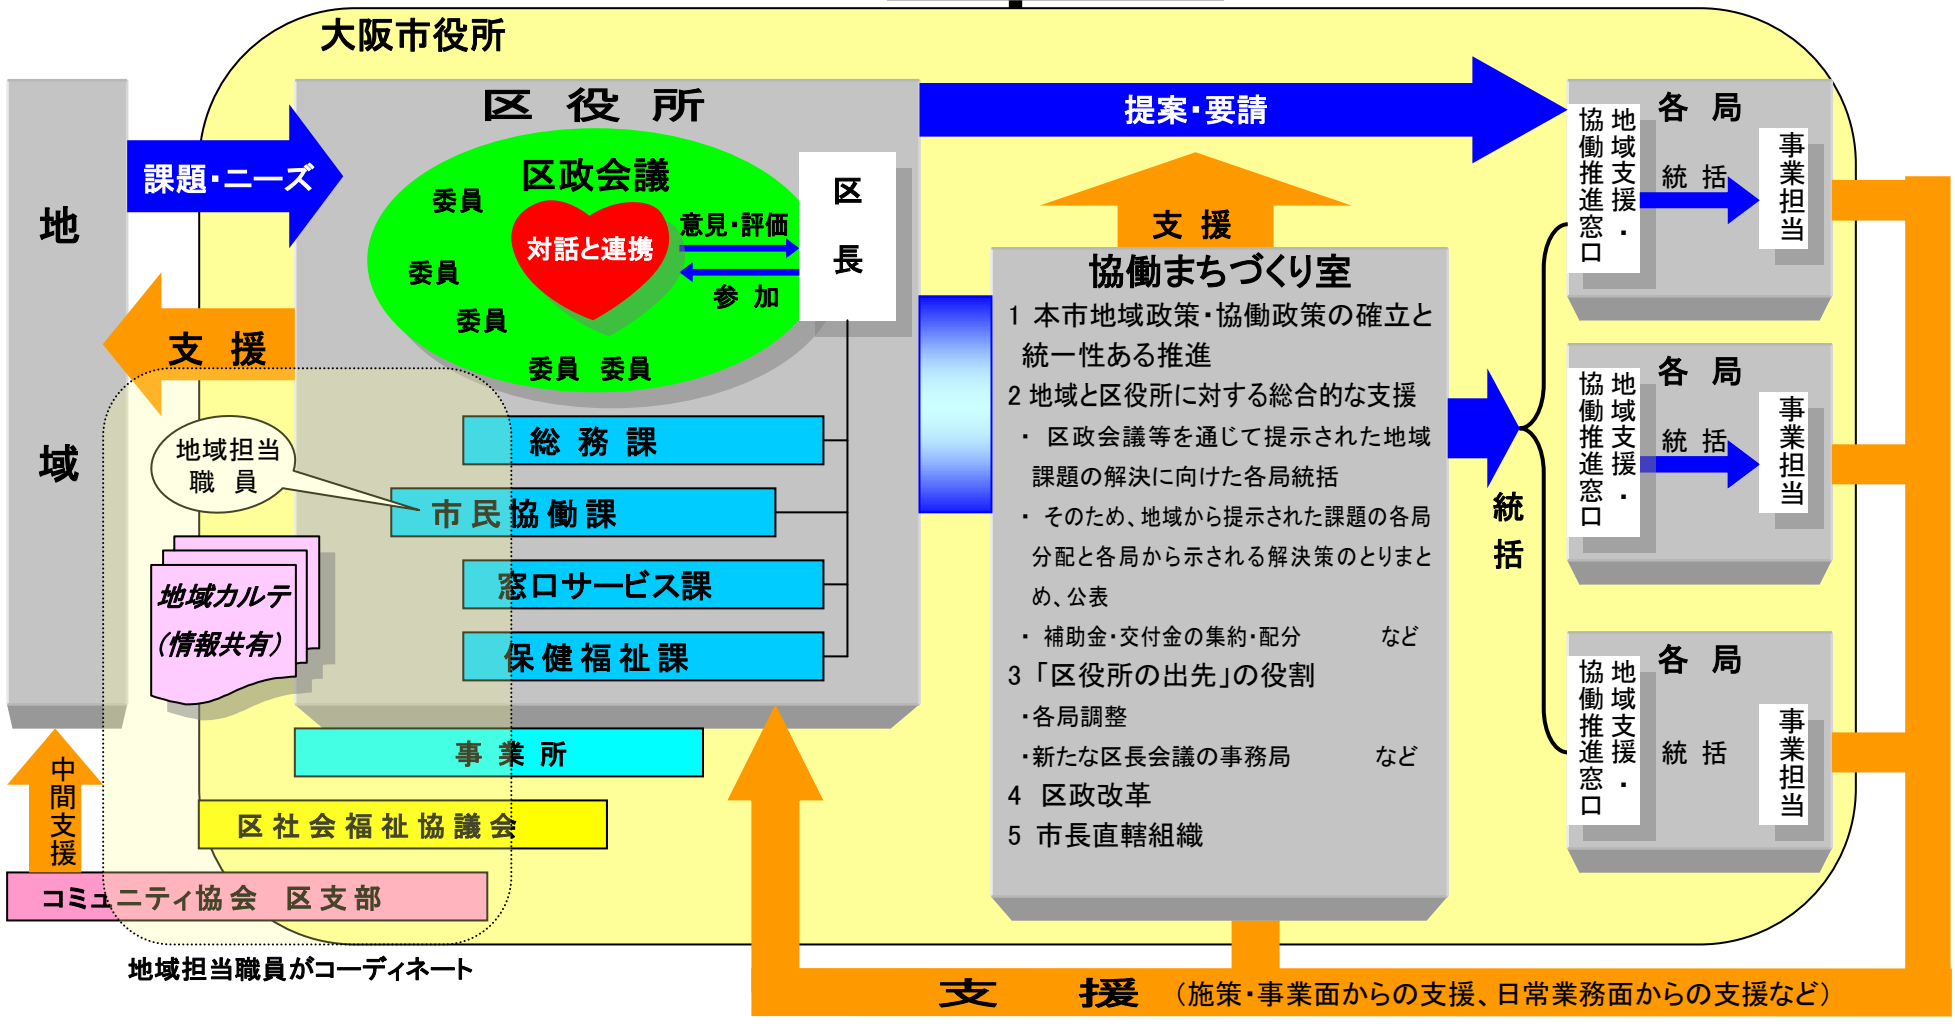 大阪市役所
地
域
課題・ニーズ
支 援
区 役 所
区政会議
委員
委員
委員
委員 委員
対話と連携
意見・評価
参 加
区
長
総 務 課
市 民 協 働 課
窓口サービス課
保 健 福 祉 課
地域担当
職 員
地域カルテ
(情報共有)
事 業 所
区 社 会 福 祉 協 議 会
コミュニティ協会 区 支 部
中間支援
地域担当職員がコーディネート
提案・要請
支 援
協働まちづくり室
1 本市地域政策・協働政策の確立と
統一性ある推進
2 地域と区役所に対する総合的な支援
・ 区政会議等を通じて提示された地域
課題の解決に向けた各局統括
・ そのため、地域から提示された課題の各局
分配と各局から示される解決策のとりまと
め、公表
・ 補助金・交付金の集約・配分 など
3 「区役所の出先」の役割
・各局調整
・新たな区長会議の事務局 など
4 区政改革
5 市長直轄組織
統
括
各 局
地域支援・
協働推進窓口
統 括
事業担当
各 局
地域支援・
協働推進窓口
統 括
事業担当
各 局
地域支援・
協働推進窓口
統 括
事業担当
支 援 (施策・事業面からの支援、日常業務面からの支援など)